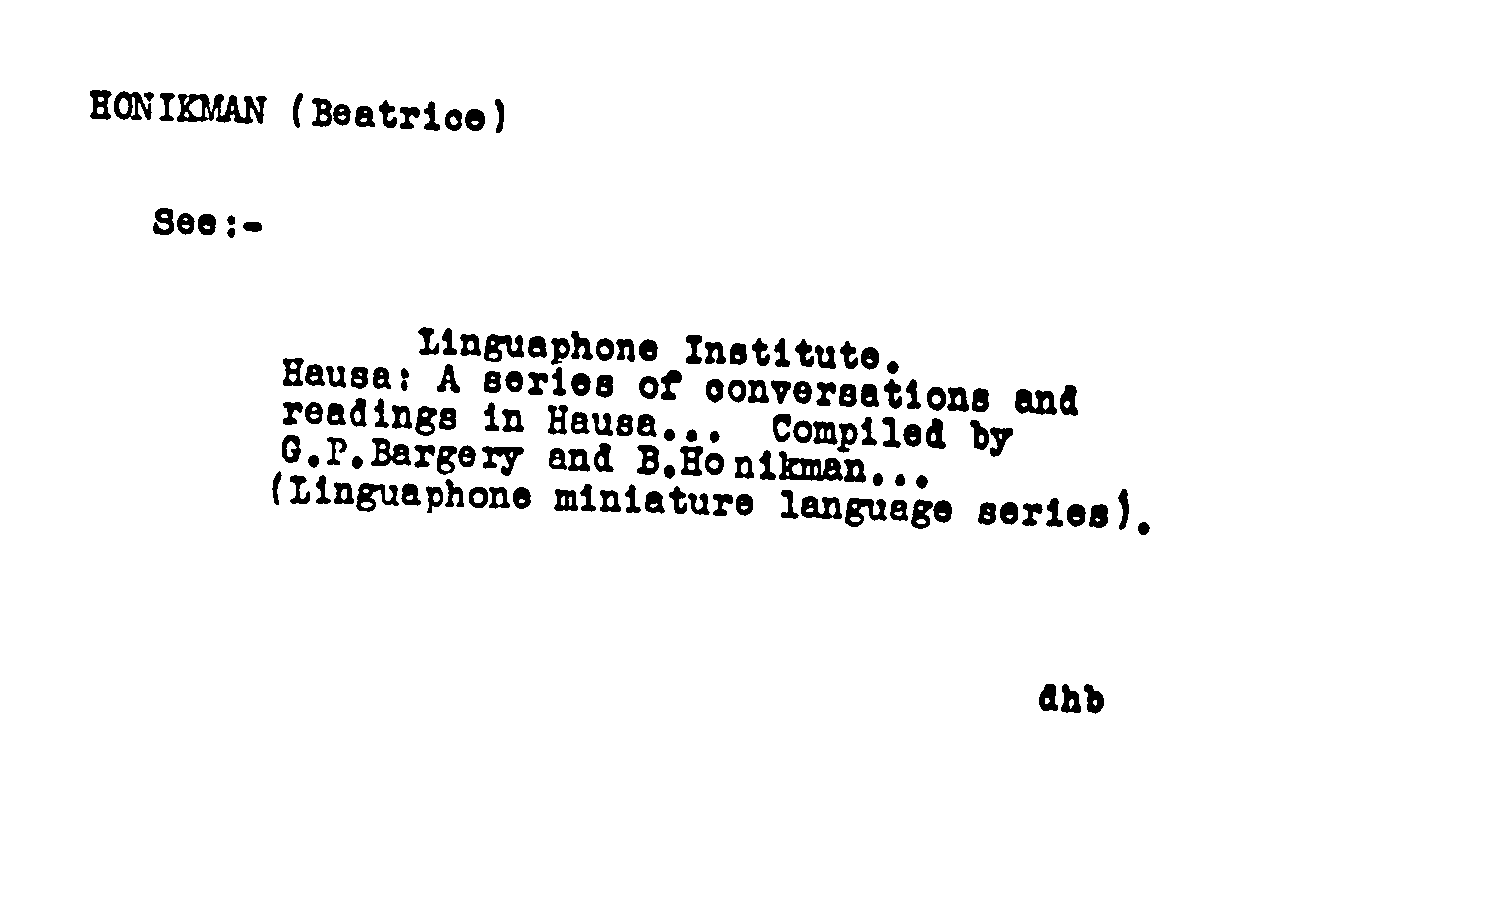 HONIKMAN (Beatrice)
See:-
Linguaphone Institute.
Hausa: A series of conversations and
readings in Hausa... Compiled by
G.P.Bargery and B.Honikman...
(Linguaphone miniature language series).
dhb